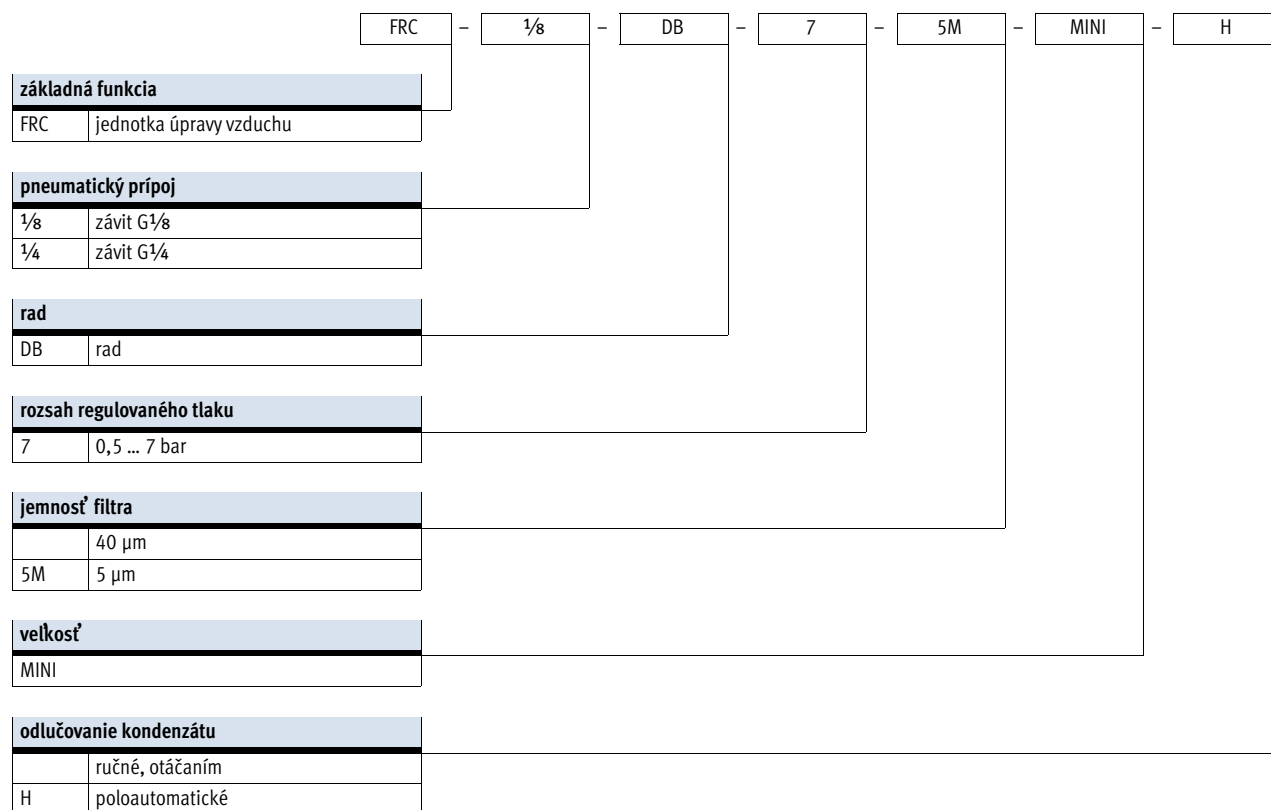 FRC – 1/8 – DB – 7 – 5M – MINI – H
základná funkcia
FRC jednotka úpravy vzduchu
pneumatický prípoj
1/8 závit G1/8
1/4 závit G1/4
rad
DB rad
rozsah regulovaného tlaku
7 0,5 … 7 bar
jemnosť filtra
40 µm
5M 5 µm
veľkosť
MINI
odlučovanie kondenzátu
ručné, otáčaním
H poloautomatické